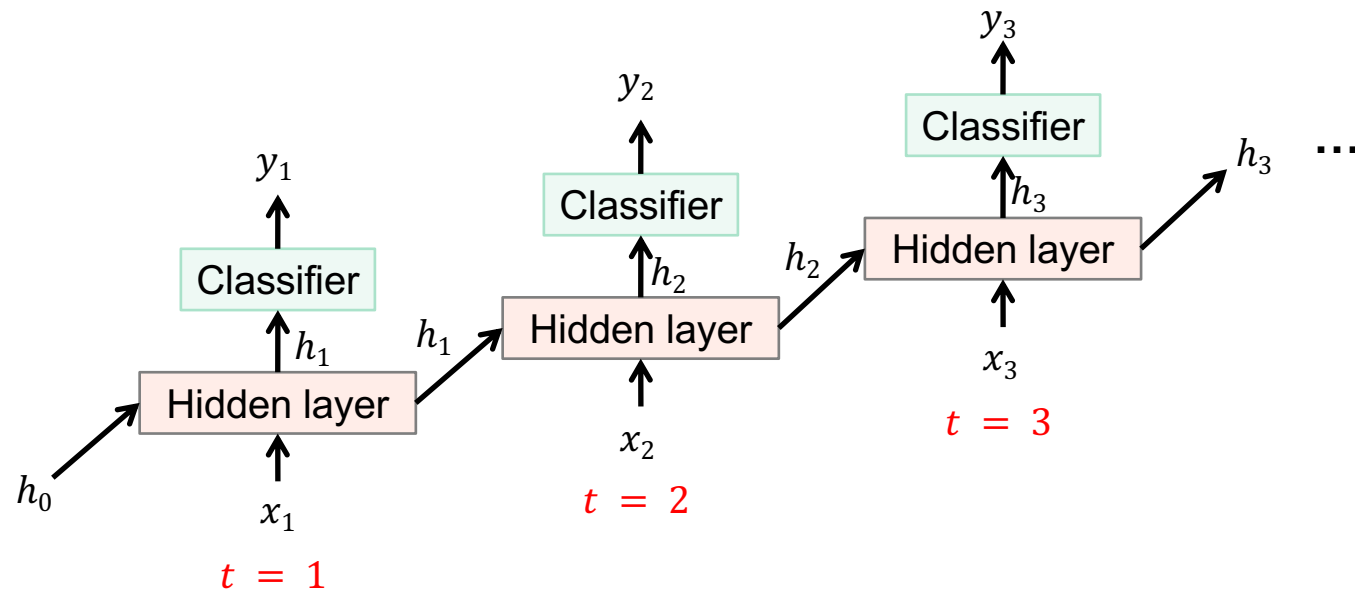 y₁
Classifier
h₁
Hidden layer
h₀
x₁
t = 1
h₁
y₂
Classifier
h₂
Hidden layer
x₂
t = 2
h₂
y₃
Classifier
h₃
Hidden layer
x₃
t = 3
h₃
...